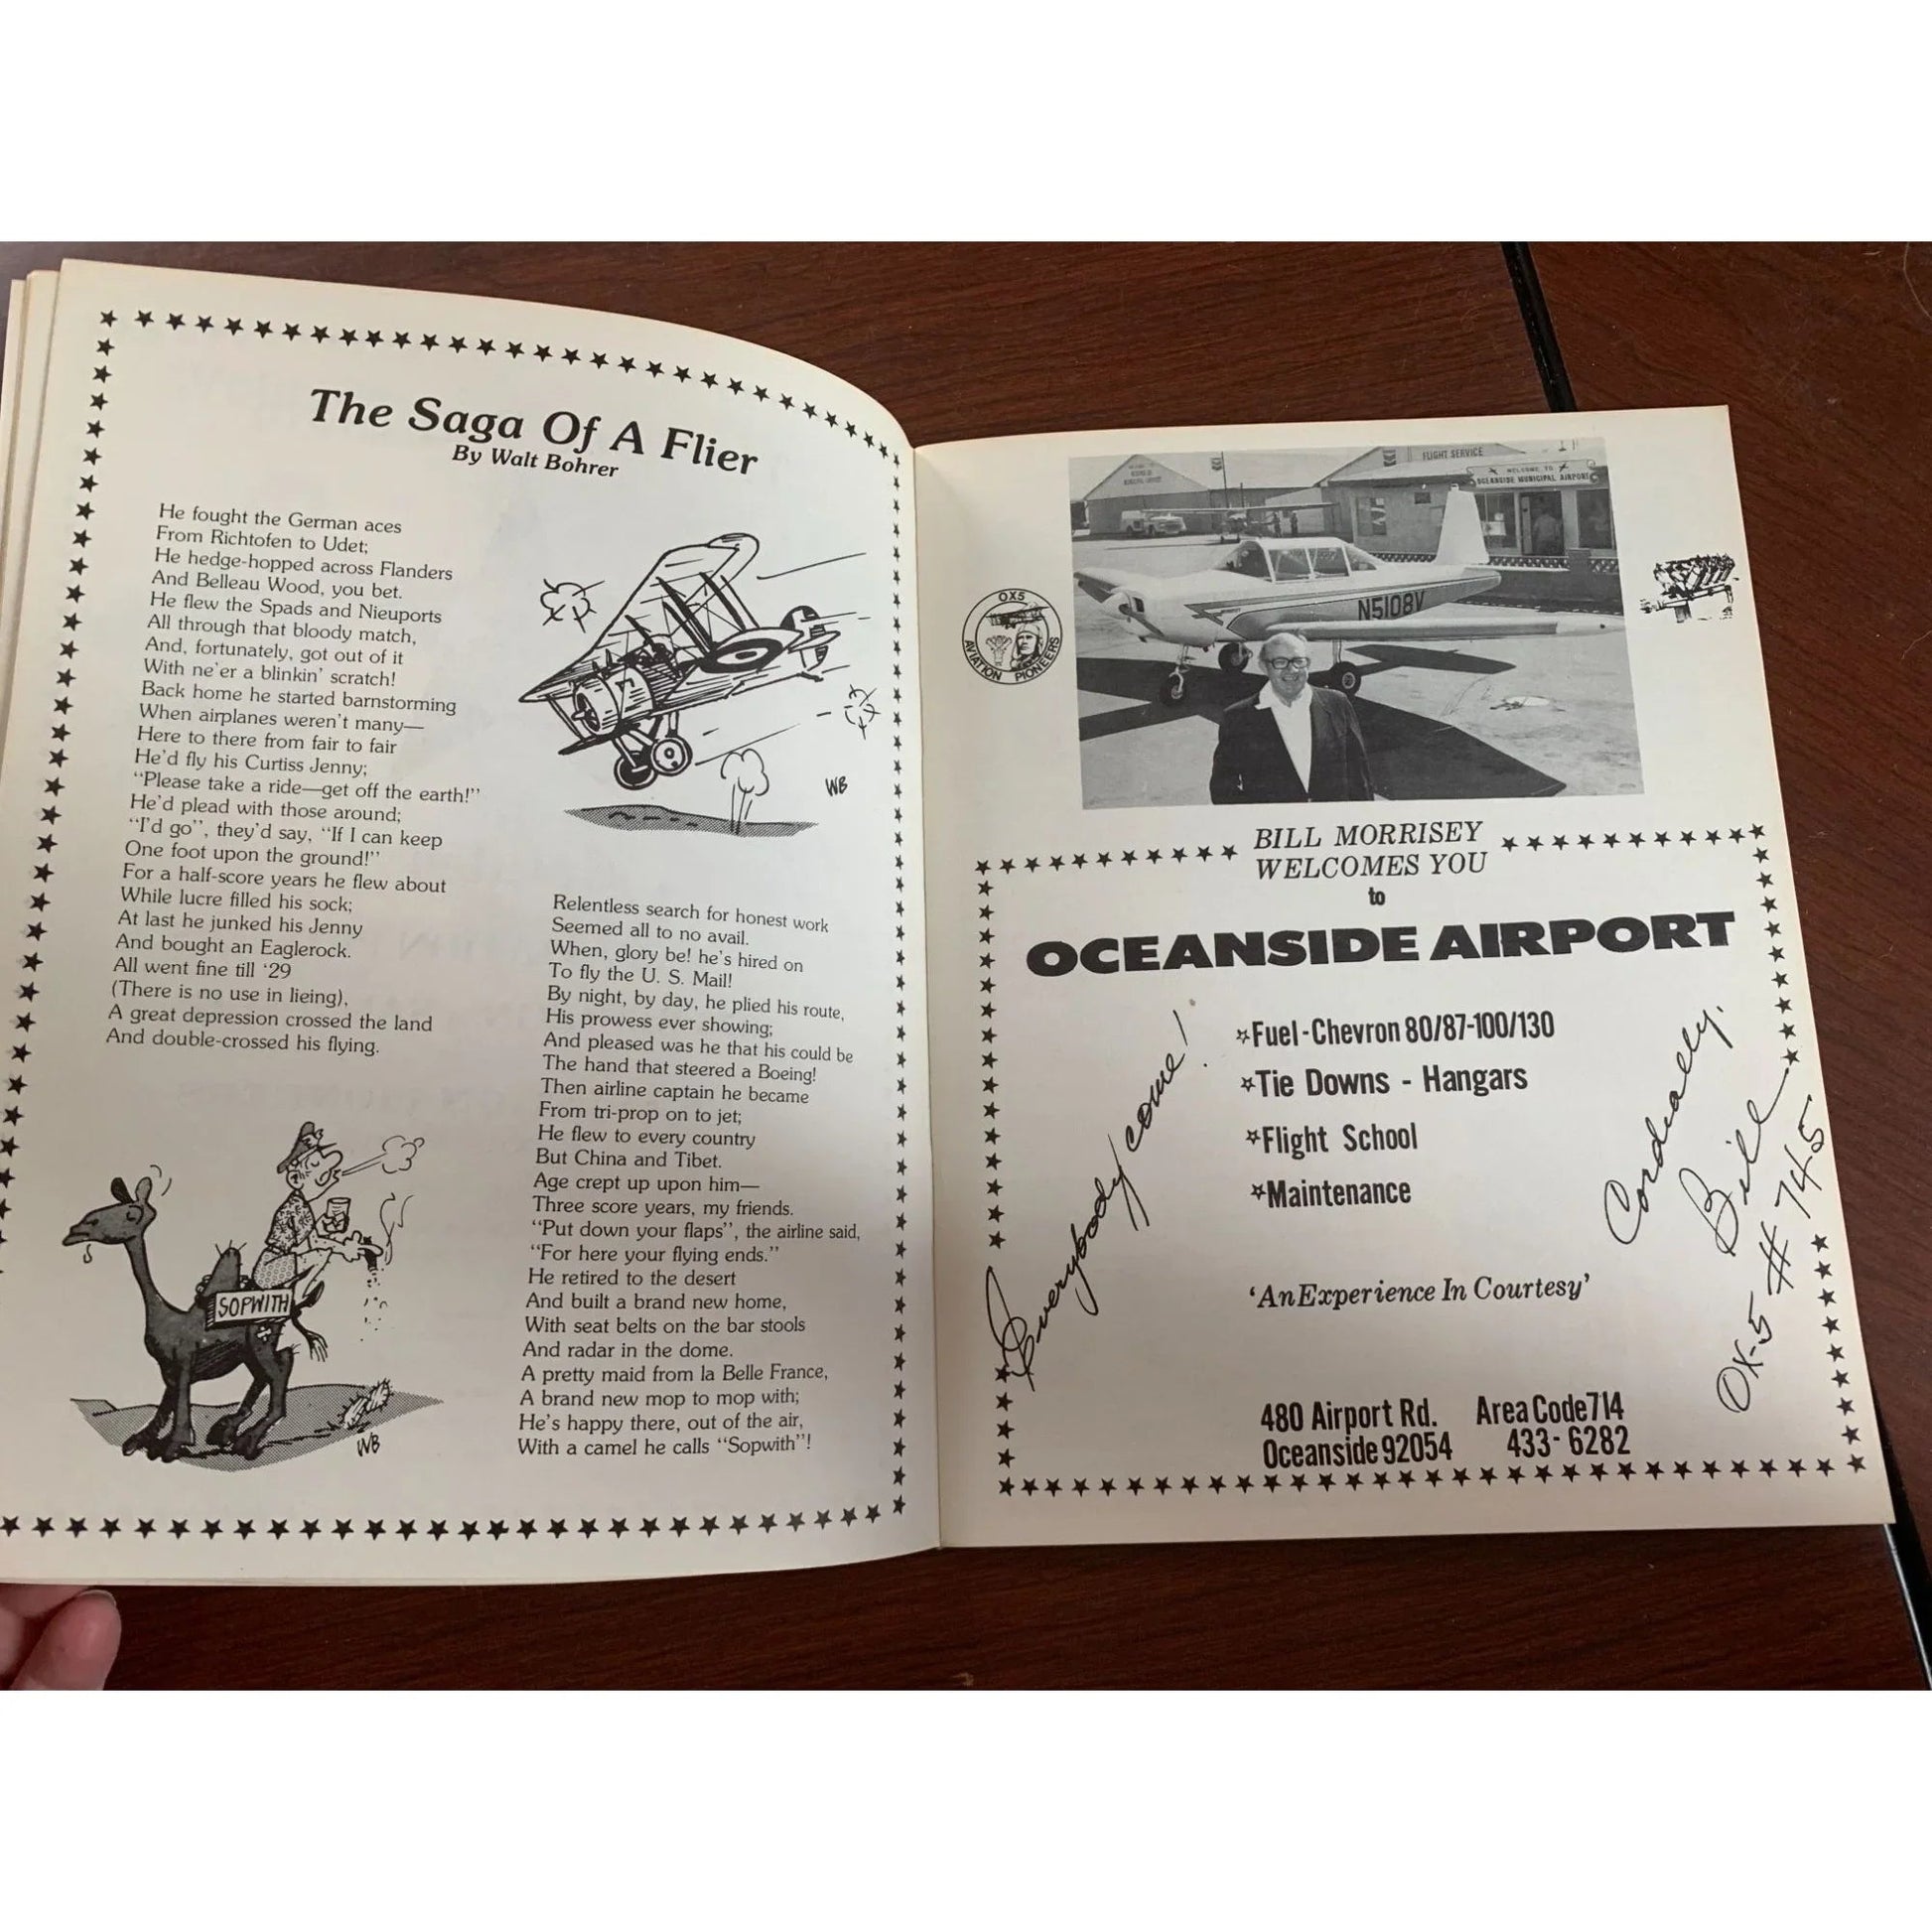 The Saga Of A Flier
By Walt Bohrer
He fought the German aces
From Richtofen to Udet;
He hedge-hopped across Flanders
And Belleau Wood, you bet.
He flew the Spads and Nieuports
All through that bloody match,
And, fortunately, got out of it
With ne'er a blinkin' scratch!
Back home he started barnstorming
When airplanes weren't many—
Here to there from fair to fair
He'd fly his Curtiss Jenny;
"Please take a ride—get off the earth!"
He'd plead with those around;
"I'd go", they'd say, "If I can keep
One foot upon the ground!"
For a half-score years he flew about
While lucre filled his sock;
At last he junked his Jenny
And bought an Eaglerock.
All went fine till '29
(There is no use in lieing),
A great depression crossed the land
And double-crossed his flying.
SOPWITH
WB
WB
Relentless search for honest work
Seemed all to no avail.
When, glory be! he's hired on
To fly the U. S. Mail!
By night, by day, he plied his route,
His prowess ever showing;
And pleased was he that his could be
The hand that steered a Boeing!
Then airline captain he became
From tri-prop on to jet;
He flew to every country
But China and Tibet.
Age crept up upon him—
Three score years, my friends.
"Put down your flaps", the airline said,
"For here your flying ends."
He retired to the desert
And built a brand new home,
With seat belts on the bar stools
And radar in the dome.
A pretty maid from la Belle France,
A brand new mop to mop with;
He's happy there, out of the air,
With a camel he calls "Sopwith"!
FLIGHT SERVICE
WELCOME TO
OCEANSIDE MUNICIPAL AIRPORT
N5108V
OX5
AVIATION PIONEERS
BILL MORRISEY
WELCOMES YOU
to
OCEANSIDE AIRPORT
☆Fuel-Chevron 80/87-100/130
☆Tie Downs - Hangars
☆Flight School
☆Maintenance
'An Experience In Courtesy'
480 Airport Rd. Area Code 714
Oceanside 92054 433-6282
Everybody come!
Cordially,
Bill
OX-5 # 745